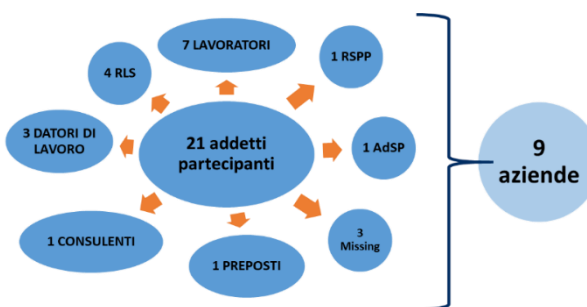 7 LAVORATORI
4 RLS
1 RSPP
3 DATORI DI
LAVORO
21 addetti
partecipanti
1 AdSP
9
aziende
1 CONSULENTI
1 PREPOSTI
3
Missing